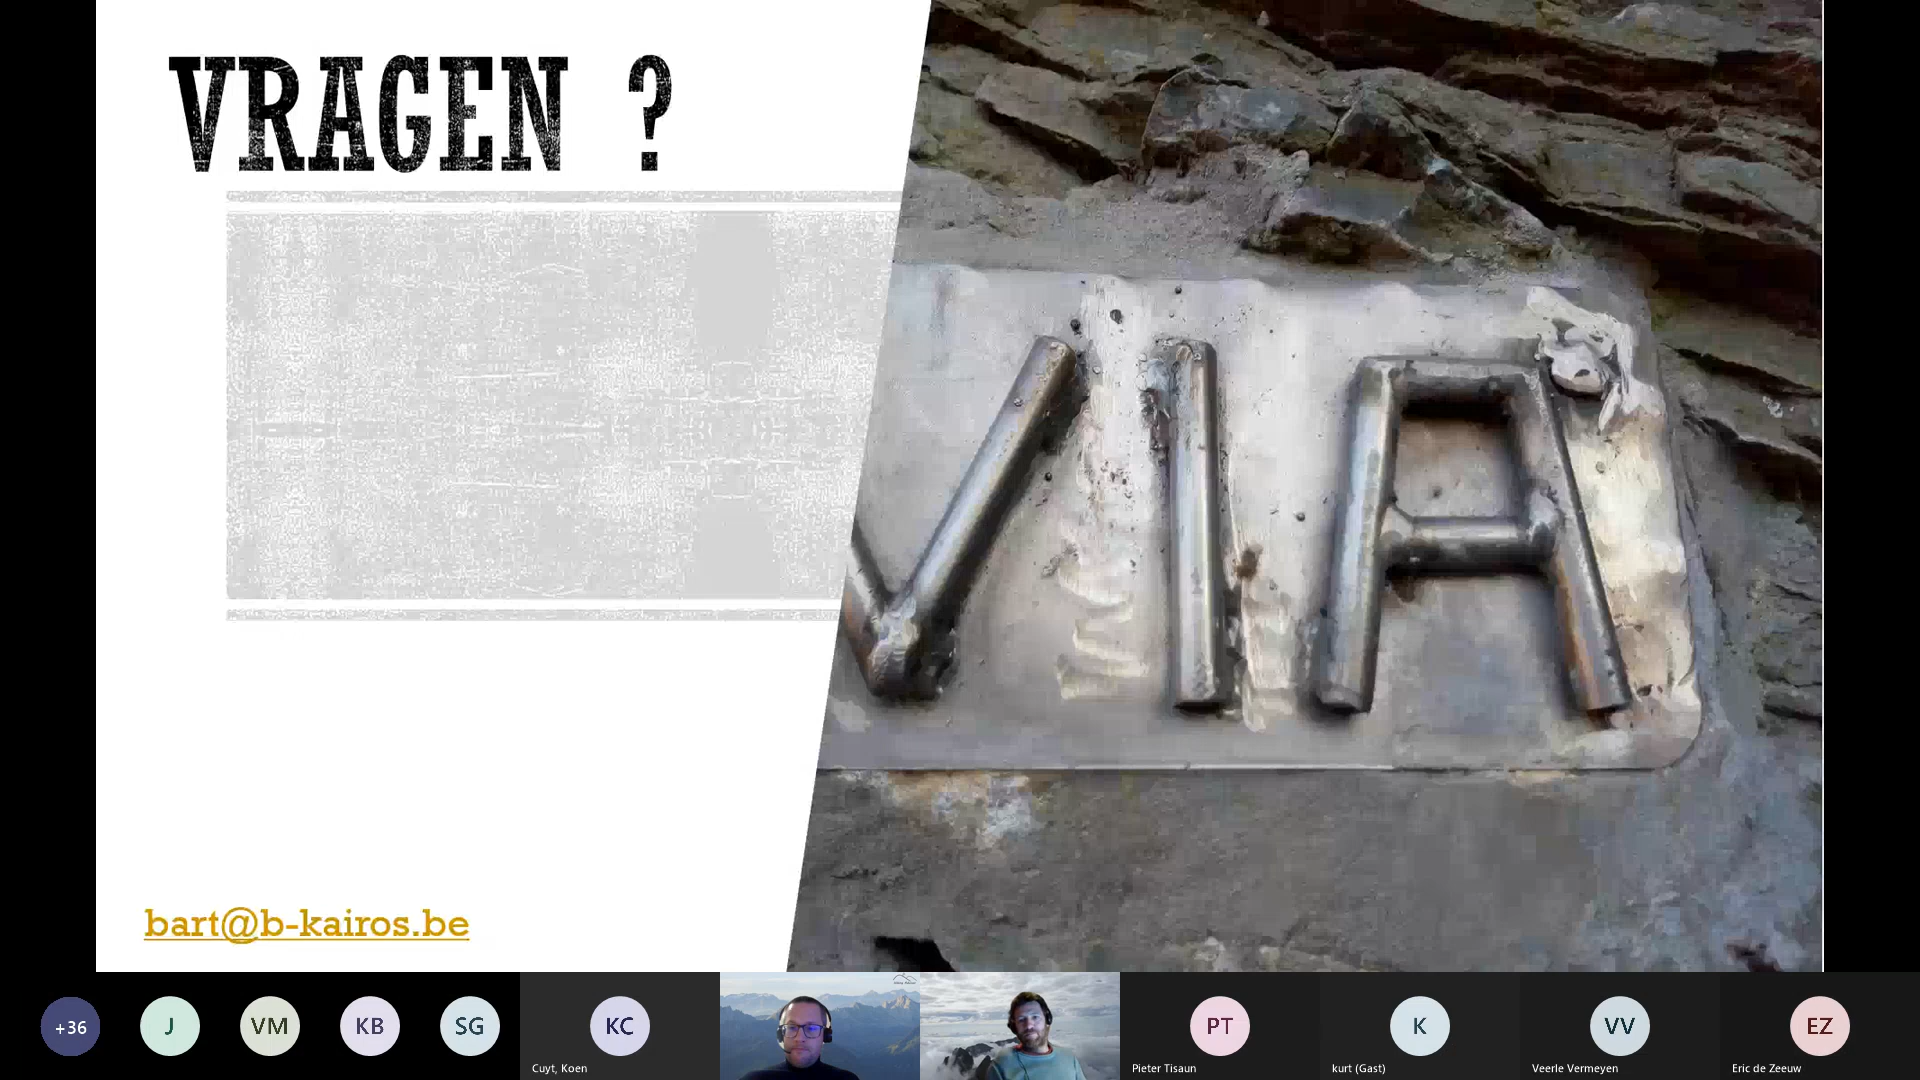 VRAGEN ?
VIA
bart@b-kairos.be
+36
J
VM
KB
SG
KC
PT
K
VV
EZ
Cuyt, Koen
Pieter Tisaun
kurt (Gast)
Veerle Vermeyen
Eric de Zeeuw